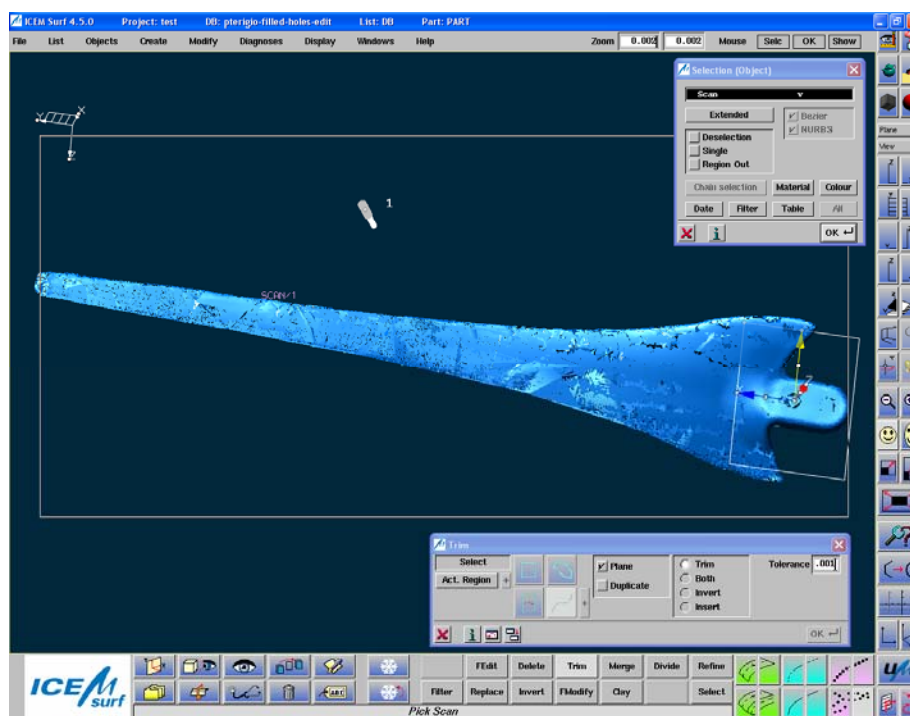 ICEM Surf 4.5.0 Project: test DB: pterigio-filled-holes-edit List: DB Part: PART
File List Objects Create Modify Diagnoses Display Windows Help Zoom 0.002 0.002 Mouse Selc OK Show
Selection (Object)
Scan v
Extended
Bezier
NURBS
Deselection
Single
Region Out
Chain selection Material Colour
Date Filter Table All
OK
Plane
View
X
Y
Z
1
SCAN/1
Z
Trim
Select
Act. Region +
Plane
Duplicate
Trim
Both
Invert
Insert
Tolerance .001
OK
ICEM surf
ABC
FEdit Delete Trim Merge Divide Refine
Filter Replace Invert FModify Clay Select
Pick Scan